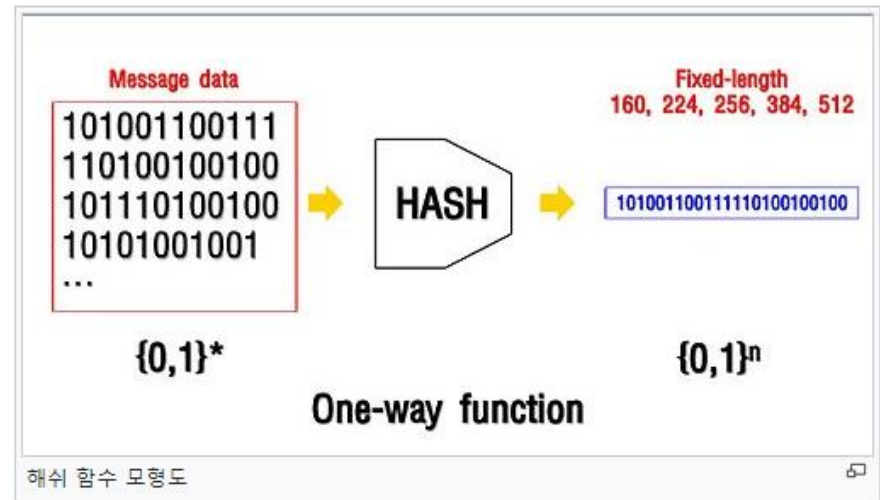 Message data
101001100111
110100100100
101110100100
10101001001
...
{0,1}*
HASH
Fixed-length
160, 224, 256, 384, 512
101001100111110100100100
{0,1}ⁿ
One-way function
해쉬 함수 모형도